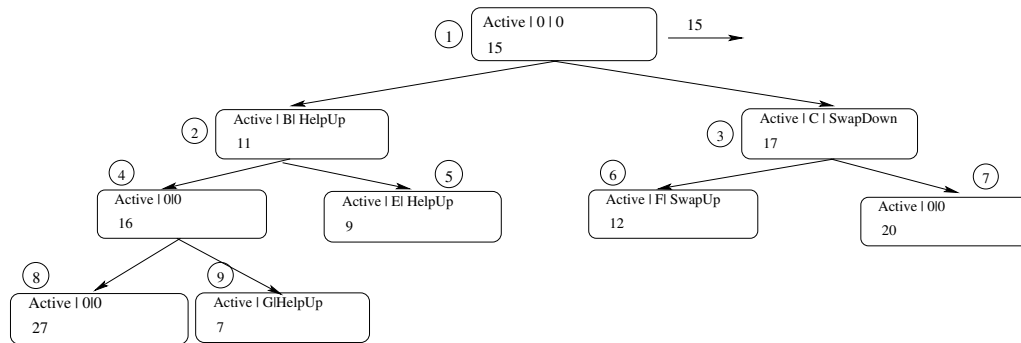 1
Active | 0 | 0
15
15
2
Active | B| HelpUp
11
3
Active | C | SwapDown
17
4
Active | 0|0
16
5
Active | E| HelpUp
9
6
Active | F| SwapUp
12
7
Active | 0|0
20
8
Active | 0|0
27
9
Active | G|HelpUp
7